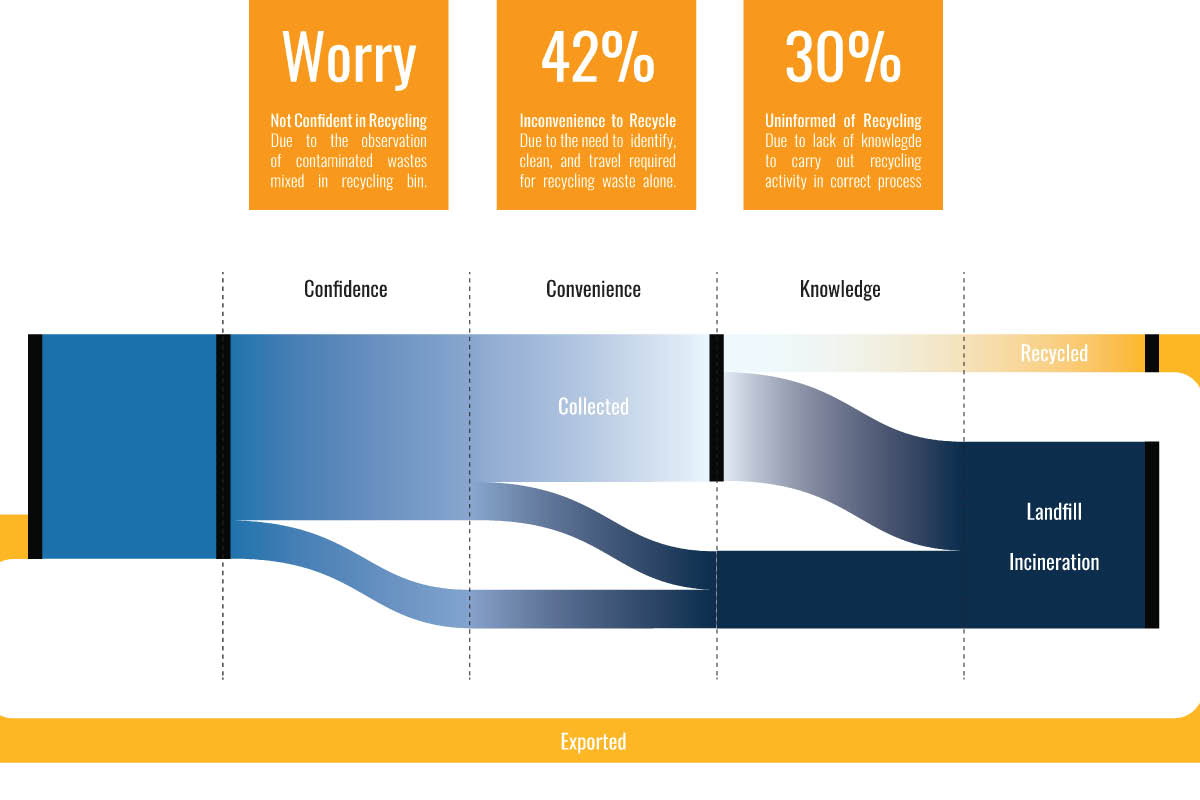 Worry
Not Confident in Recycling
Due to the observation
of contaminated wastes
mixed in recycling bin.
42%
Inconvenience to Recycle
Due to the need to identify,
clean, and travel required
for recycling waste alone.
30%
Uninformed of Recycling
Due to lack of knowlegde
to carry out recycling
activity in correct process
Confidence
Convenience
Knowledge
Recycled
Collected
Landfill
Incineration
Exported